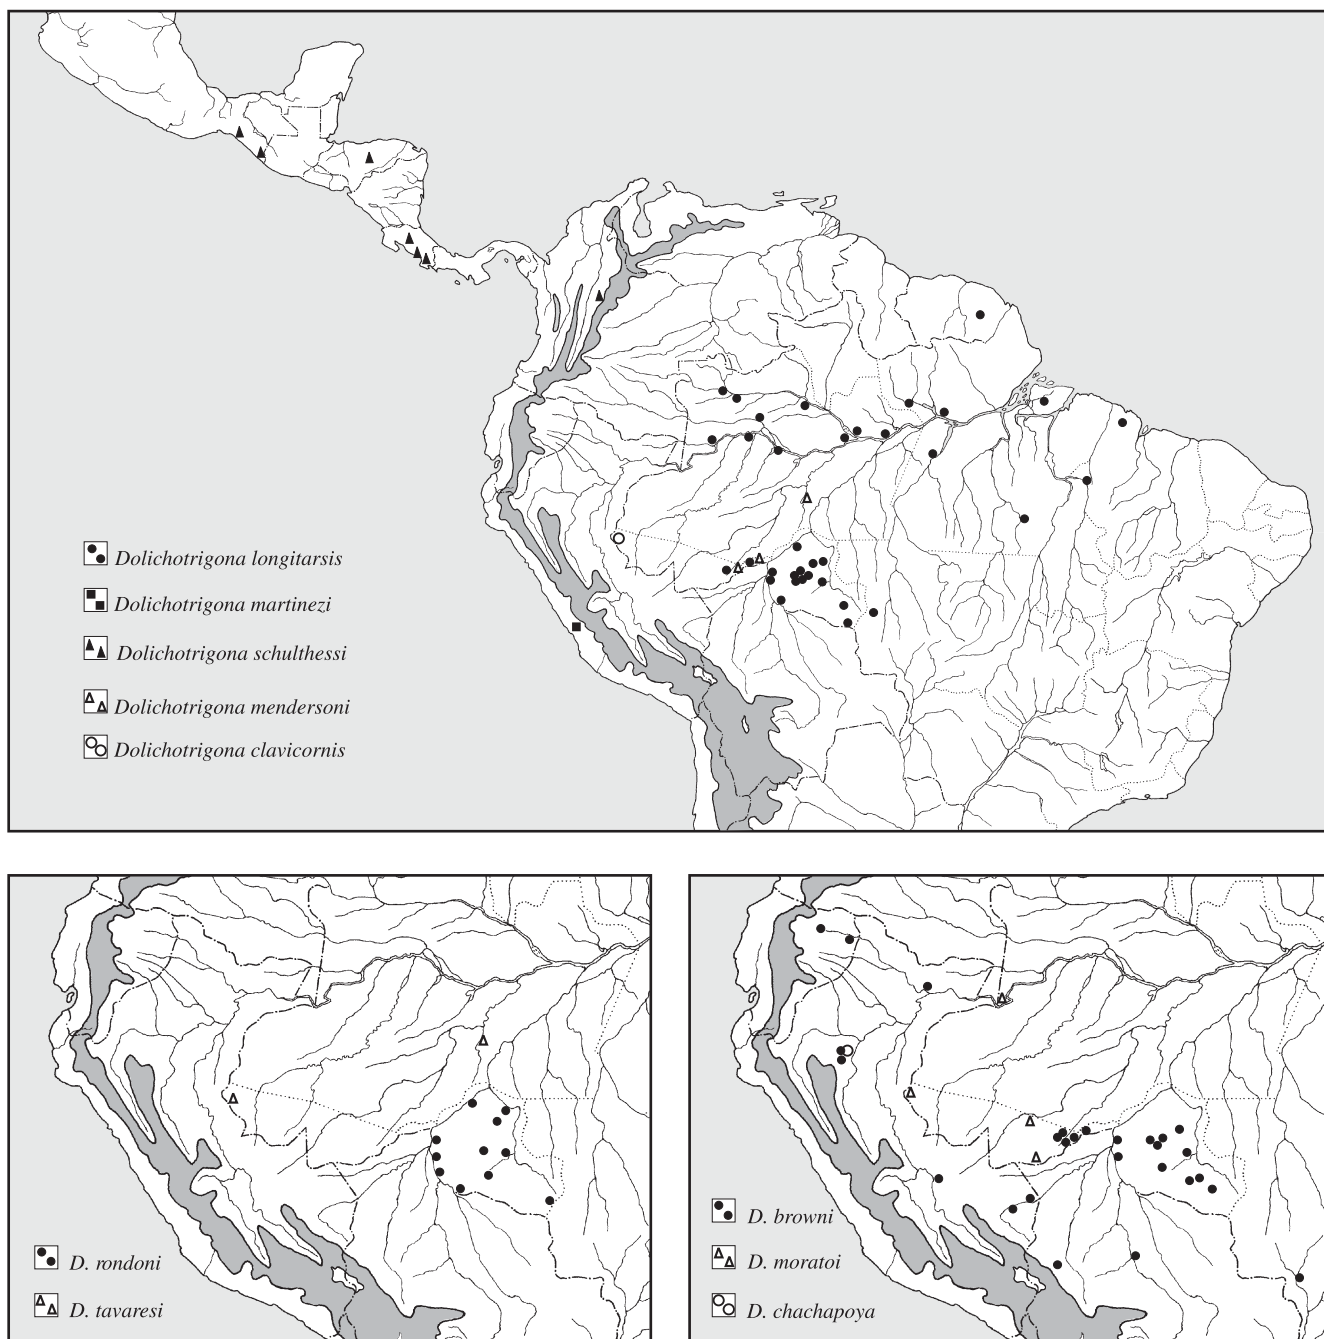 Dolichotrigona longitarsis
Dolichotrigona martinezi
Dolichotrigona schulthessi
Dolichotrigona mendersoni
Dolichotrigona clavicornis
D. rondoni
D. tavaresi
D. browni
D. moratoi
D. chachapoya